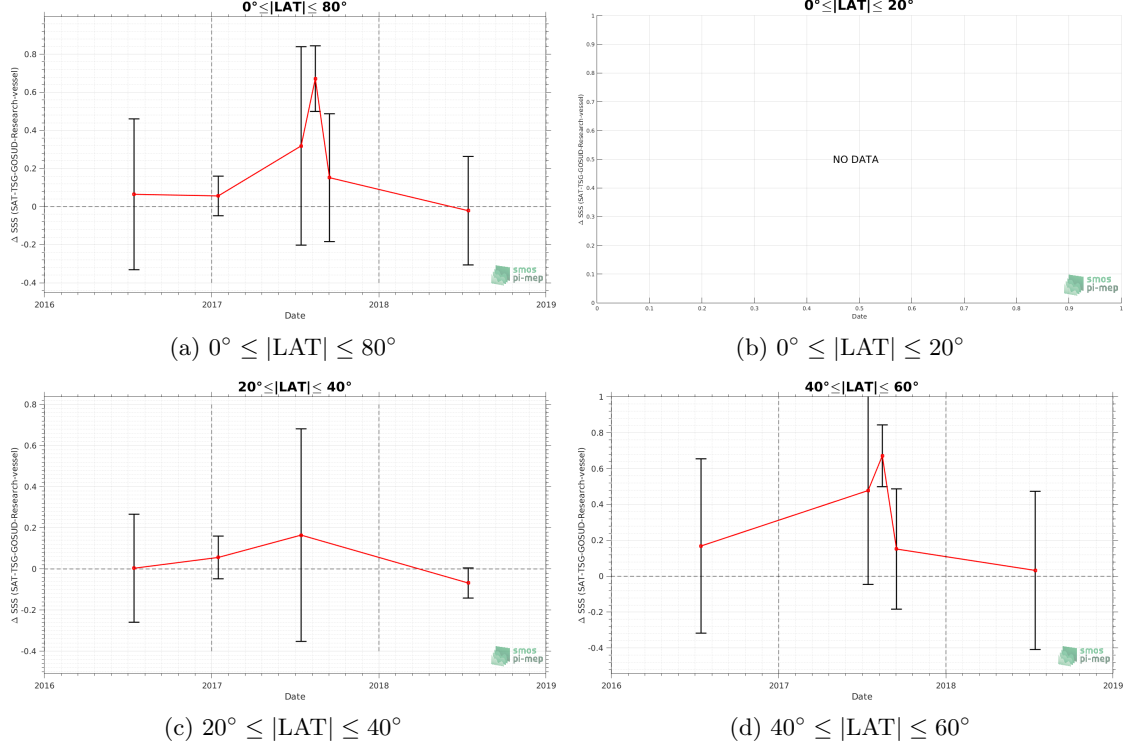 0°≤|LAT|≤ 80°
Δ SSS (SAT-TSG-GOSUD-Research-vessel)
0.8
0.6
0.4
0.2
0
-0.2
-0.4
2016
2017
2018
2019
Date
smos
pi-mep
(a) 0° ≤ |LAT| ≤ 80°
0°≤|LAT|≤ 20°
Δ SSS (SAT-TSG-GOSUD-Research-vessel)
1
0.9
0.8
0.7
0.6
0.5
0.4
0.3
0.2
0.1
0
NO DATA
0
0.1
0.2
0.3
0.4
0.5
0.6
0.7
0.8
0.9
1
Date
smos
pi-mep
(b) 0° ≤ |LAT| ≤ 20°
20°≤|LAT|≤ 40°
Δ SSS (SAT-TSG-GOSUD-Research-vessel)
0.8
0.6
0.4
0.2
0
-0.2
-0.4
2016
2017
2018
2019
Date
smos
pi-mep
(c) 20° ≤ |LAT| ≤ 40°
40°≤|LAT|≤ 60°
Δ SSS (SAT-TSG-GOSUD-Research-vessel)
1
0.8
0.6
0.4
0.2
0
-0.2
-0.4
2016
2017
2018
2019
Date
smos
pi-mep
(d) 40° ≤ |LAT| ≤ 60°